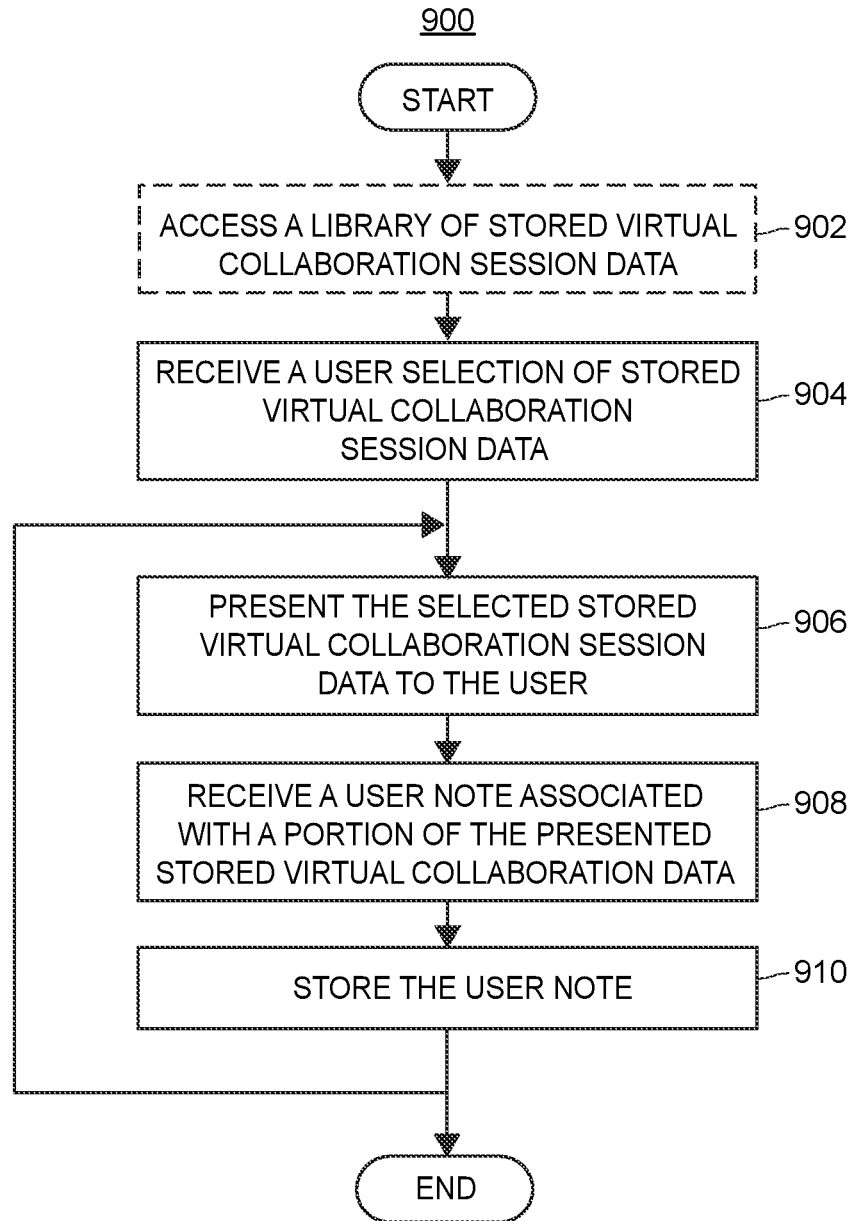 900
START
ACCESS A LIBRARY OF STORED VIRTUAL
COLLABORATION SESSION DATA
902
RECEIVE A USER SELECTION OF STORED
VIRTUAL COLLABORATION
SESSION DATA
904
PRESENT THE SELECTED STORED
VIRTUAL COLLABORATION SESSION
DATA TO THE USER
906
RECEIVE A USER NOTE ASSOCIATED
WITH A PORTION OF THE PRESENTED
STORED VIRTUAL COLLABORATION DATA
908
STORE THE USER NOTE
910
END